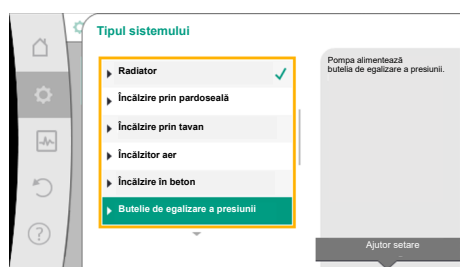 Tipul sistemului
Radiator
Încălzire prin pardoseală
Încălzire prin tavan
Încălzitor aer
Încălzire în beton
Butelie de egalizare a presiunii
Pompa alimentează
butelia de egalizare a presiunii.
Ajutor setare
?